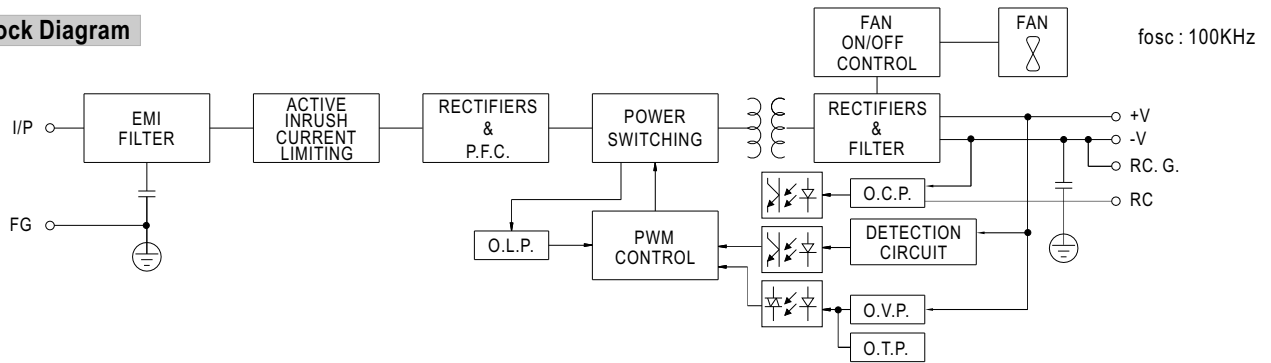 ock Diagram
fosc : 100KHz
FAN
ON/OFF
CONTROL
FAN
I/P
EMI
FILTER
ACTIVE
INRUSH
CURRENT
LIMITING
RECTIFIERS
&
P.F.C.
POWER
SWITCHING
RECTIFIERS
&
FILTER
+V
-V
RC. G.
RC
FG
O.L.P.
PWM
CONTROL
O.C.P.
DETECTION
CIRCUIT
O.V.P.
O.T.P.